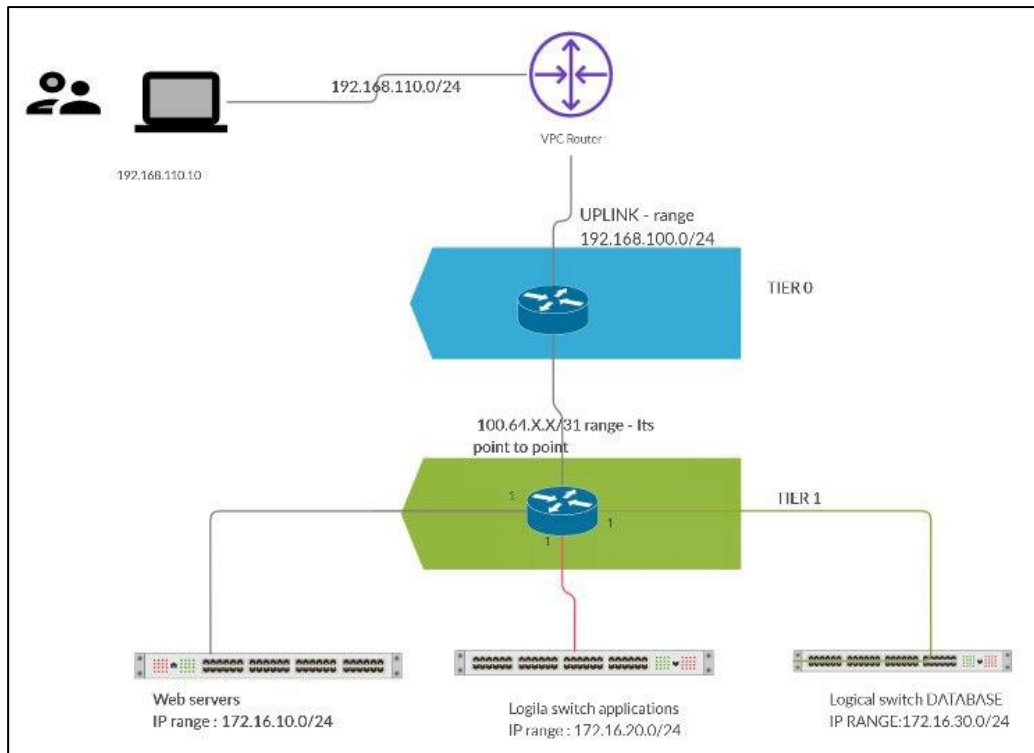 192.168.110.0/24
VPC Router
192.168.110.10
UPLINK - range
192.168.100.0/24
TIER 0
100.64.X.X/31 range - Its
point to point
TIER 1
1
1
1
Web servers
IP range : 172.16.10.0/24
Logila switch applications
IP range : 172.16.20.0/24
Logical switch DATABASE
IP RANGE:172.16.30.0/24